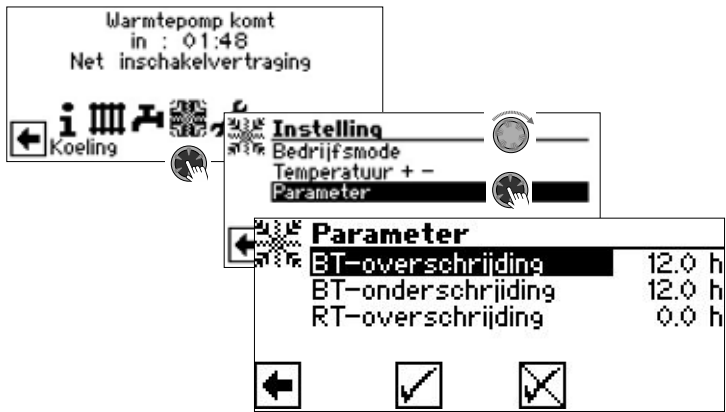 Warmtepomp komt
in : 01:48
Net inschakelvertraging
Koeling
Instelling
Bedrijfsmode
Temperatuur + -
Parameter
Parameter
BT-overschrijding 12.0 h
BT-onderschrjiding 12.0 h
RT-overschrijding 0.0 h